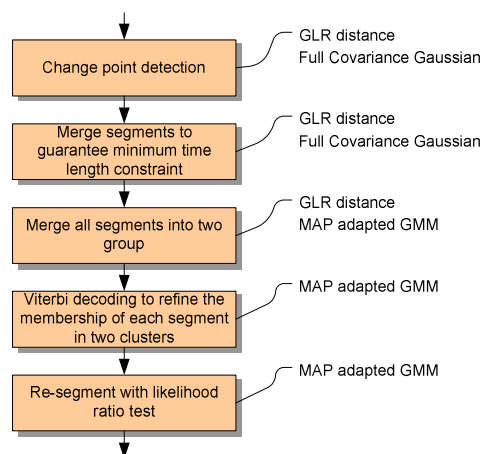 GLR distance
Full Covariance Gaussian
Change point detection
GLR distance
Full Covariance Gaussian
Merge segments to
guarantee minimum time
length constraint
GLR distance
MAP adapted GMM
Merge all segments into two
group
MAP adapted GMM
Viterbi decoding to refine the
membership of each segment
in two clusters
MAP adapted GMM
Re-segment with likelihood
ratio test